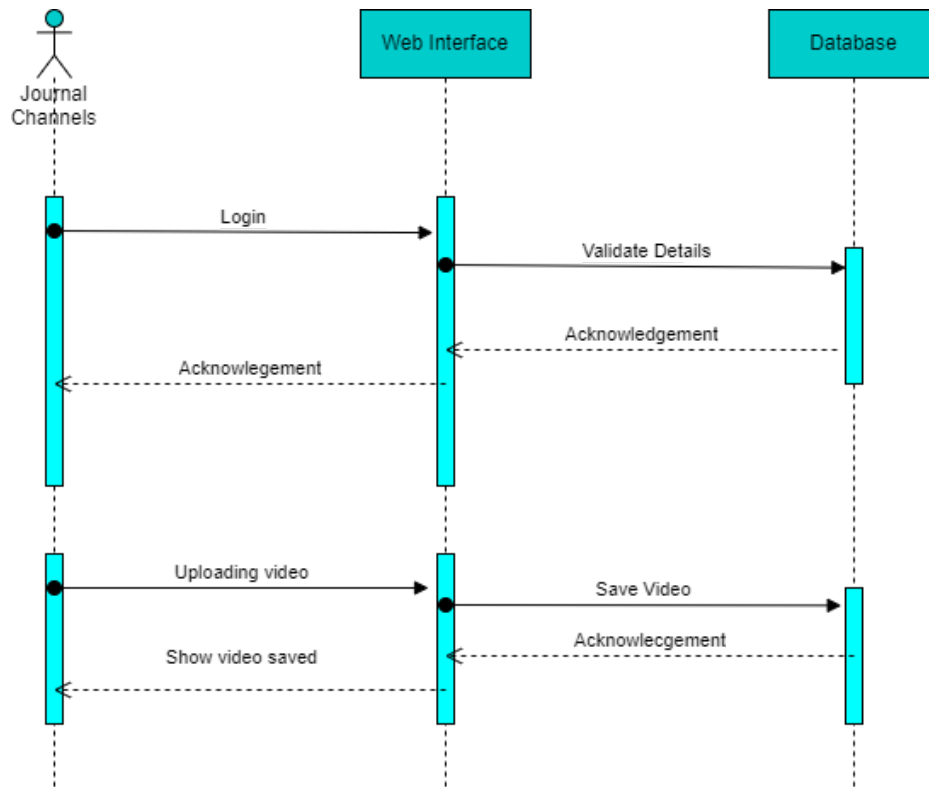 Journal
Channels
Web Interface
Database
Login
Validate Details
Acknowledgement
Acknowlegement
Uploading video
Save Video
Acknowlecgement
Show video saved